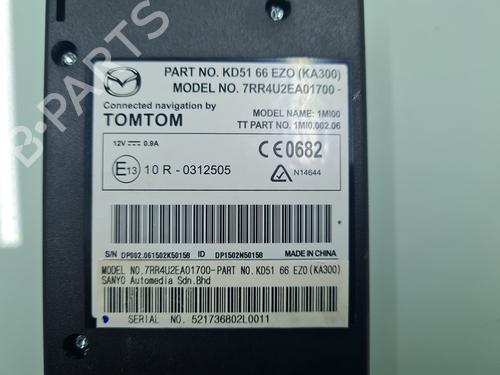 PART NO. KD51 66 EZO (KA300)
MODEL NO. 7RR4U2EA01700 -
Connected navigation by
TOMTOM
MODEL NAME: 1MI00
TT PART NO. 1MI0.002.06
12V 0.9A
CE0682
E13 10 R - 0312505
N14644
S/N DP002.061502K50158 ID DP1502N50158
MADE IN CHINA
MODEL NO.7RR4U2EA01700-PART NO.KD51 66 EZ0(KA300)
SANYO Automedia Sdn.Bhd
SERIAL NO. 521736802L0011
B-PARTS